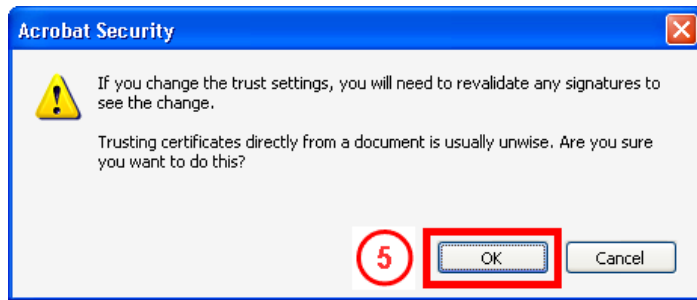 Acrobat Security
If you change the trust settings, you will need to revalidate any signatures to
see the change.
Trusting certificates directly from a document is usually unwise. Are you sure
you want to do this?
5
OK
Cancel